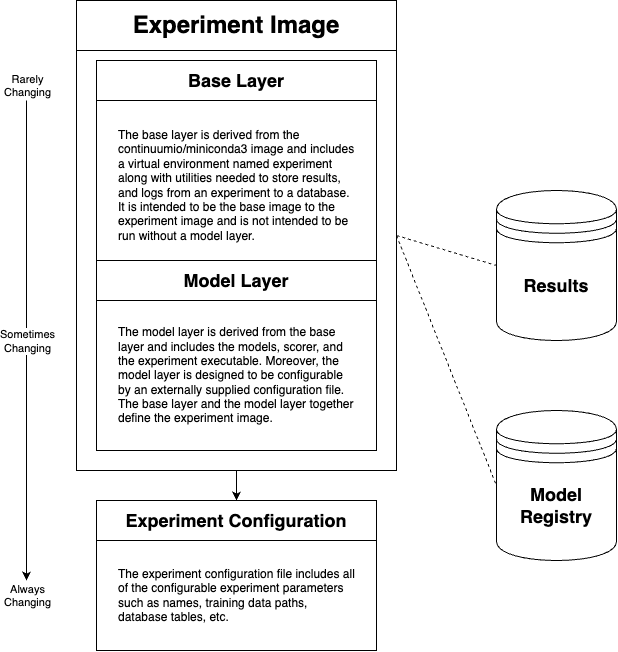 Experiment Image
Rarely
Changing
Base Layer
The base layer is derived from the
continuumio/miniconda3 image and includes
a virtual environment named experiment
along with utilities needed to store results,
and logs from an experiment to a database.
It is intended to be the base image to the
experiment image and is not intended to be
run without a model layer.
Model Layer
Sometimes
Changing
The model layer is derived from the base
layer and includes the models, scorer, and
the experiment executable. Moreover, the
model layer is designed to be configurable
by an externally supplied configuration file.
The base layer and the model layer together
define the experiment image.
Results
Model
Registry
Experiment Configuration
Always
Changing
The experiment configuration file includes all
of the configurable experiment parameters
such as names, training data paths,
database tables, etc.